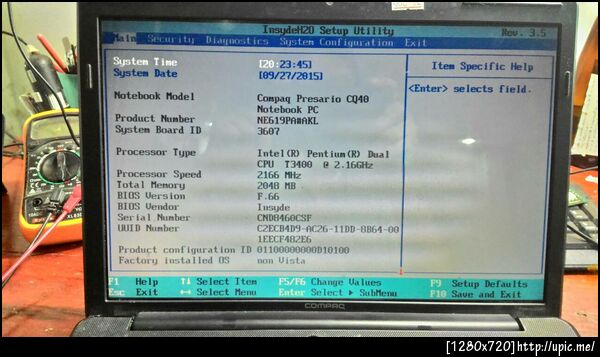 InsydeH2O Setup Utility Rev. 3.5
Main Security Diagnostics System Configuration Exit
System Time [20:23:45]
System Date [09/27/2015]
Item Specific Help
<Enter> selects field.
Notebook Model Compaq Presario CQ40
Notebook PC
Product Number NE619PA#AKL
System Board ID 3607
Processor Type Intel(R) Pentium(R) Dual
CPU T3400 @ 2.16GHz
Processor Speed 2166 MHz
Total Memory 2048 MB
BIOS Version F.66
BIOS Vendor Insyde
Serial Number CND8460CSF
UUID Number C2ECB4D9-AC26-11DD-8B64-00
1EECF482E6
Product configuration ID 01100000000D10100
Factory installed OS non Vista
F1 Help ↑↓ Select Item F5/F6 Change Values F9 Setup Defaults
Esc Exit ↔ Select Menu Enter Select ▶ SubMenu F10 Save and Exit
COMPAQ
[1280x720]http://upic.me/